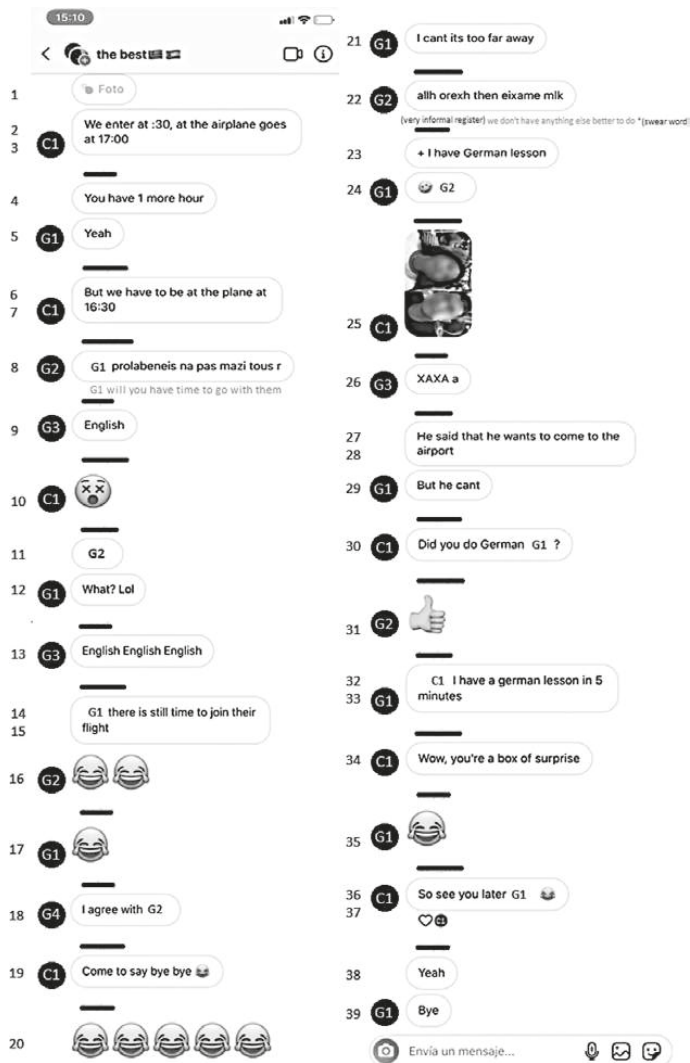 15:10
the best
1
Foto
2
We enter at :30, at the airplane goes
3
C1
at 17:00
4
You have 1 more hour
5
G1
Yeah
6
But we have to be at the plane at
7
C1
16:30
8
G2
G1 prolabeneis na pas mazi tous r
G1 will you have time to go with them
9
G3
English
10
C1
11
G2
12
G1
What? Lol
13
G3
English English English
14
G1 there is still time to join their
15
flight
16
G2
17
G1
18
G4
I agree with G2
19
C1
Come to say bye bye
20
21
G1
I cant its too far away
22
G2
allh orexh then eixame mlk
(very informal register) we don't have anything else better to do *(swear word)
23
+ I have German lesson
24
G1
G2
25
C1
26
G3
XAXA a
27
He said that he wants to come to the
28
airport
29
G1
But he cant
30
C1
Did you do German G1 ?
31
G2
32
C1 I have a german lesson in 5
33
G1
minutes
34
C1
Wow, you're a box of surprise
35
G1
36
C1
So see you later G1
37
38
Yeah
39
G1
Bye
Envía un mensaje...